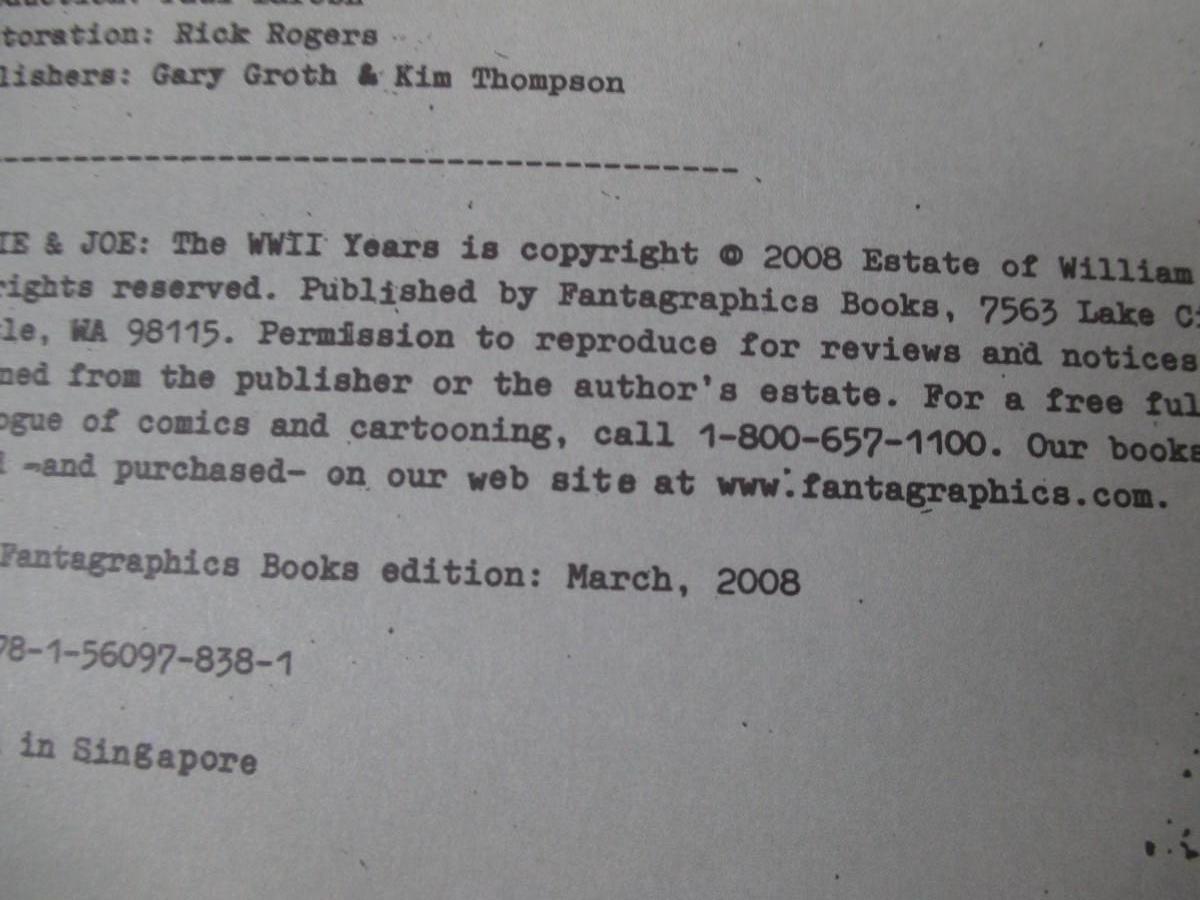 toration: Rick Rogers
lishers: Gary Groth & Kim Thompson
IE & JOE: The WWII Years is copyright © 2008 Estate of William
rights reserved. Published by Fantagraphics Books, 7563 Lake Ci
le, WA 98115. Permission to reproduce for reviews and notices
ned from the publisher or the author's estate. For a free ful
ogue of comics and cartooning, call 1-800-657-1100. Our books
-and purchased- on our web site at www.fantagraphics.com.
Fantagraphics Books edition: March, 2008
78-1-56097-838-1
in Singapore